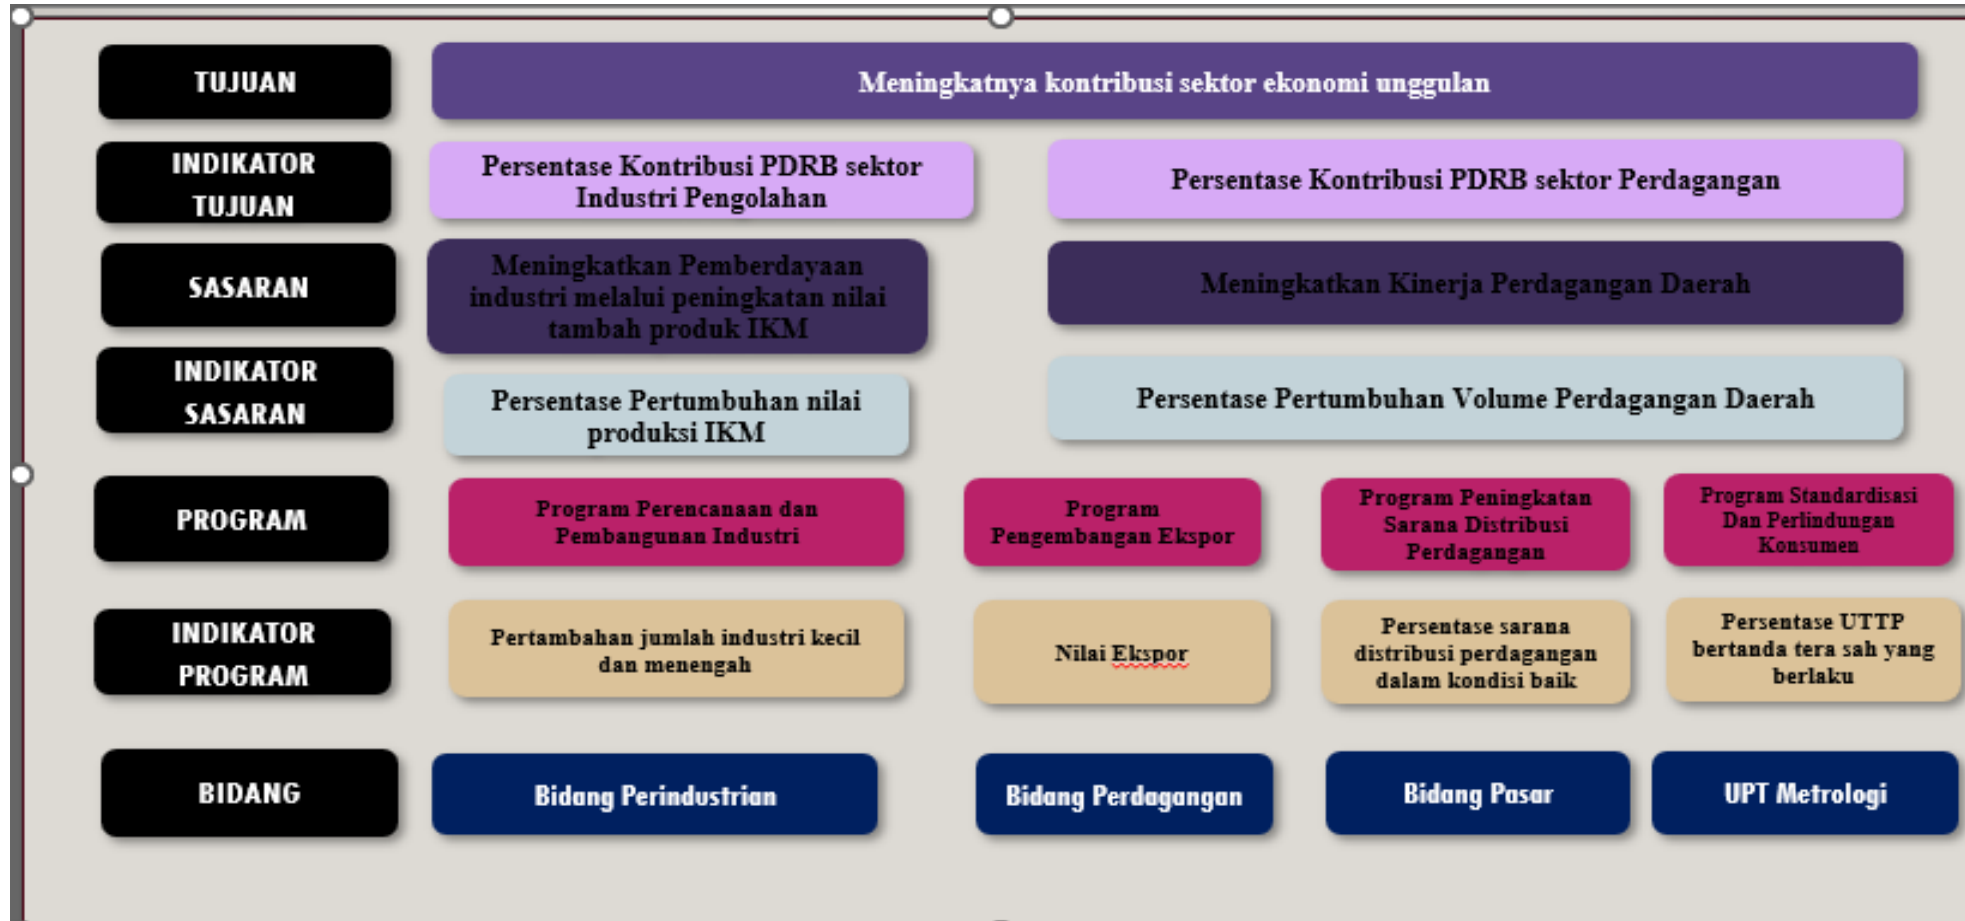 TUJUAN
Meningkatnya kontribusi sektor ekonomi unggulan
INDIKATOR
TUJUAN
Persentase Kontribusi PDRB sektor
Industri Pengolahan
Persentase Kontribusi PDRB sektor Perdagangan
SASARAN
Meningkatkan Pemberdayaan
industri melalui peningkatan nilai
tambah produk IKM
Meningkatkan Kinerja Perdagangan Daerah
INDIKATOR
SASARAN
Persentase Pertumbuhan nilai
produksi IKM
Persentase Pertumbuhan Volume Perdagangan Daerah
PROGRAM
Program Perencanaan dan
Pembangunan Industri
Program
Pengembangan Ekspor
Program Peningkatan
Sarana Distribusi
Perdagangan
Program Standardisasi
Dan Perlindungan
Konsumen
INDIKATOR
PROGRAM
Pertambahan jumlah industri kecil
dan menengah
Nilai Ekspor
Persentase sarana
distribusi perdagangan
dalam kondisi baik
Persentase UTTP
bertanda tera sah yang
berlaku
BIDANG
Bidang Perindustrian
Bidang Perdagangan
Bidang Pasar
UPT Metrologi